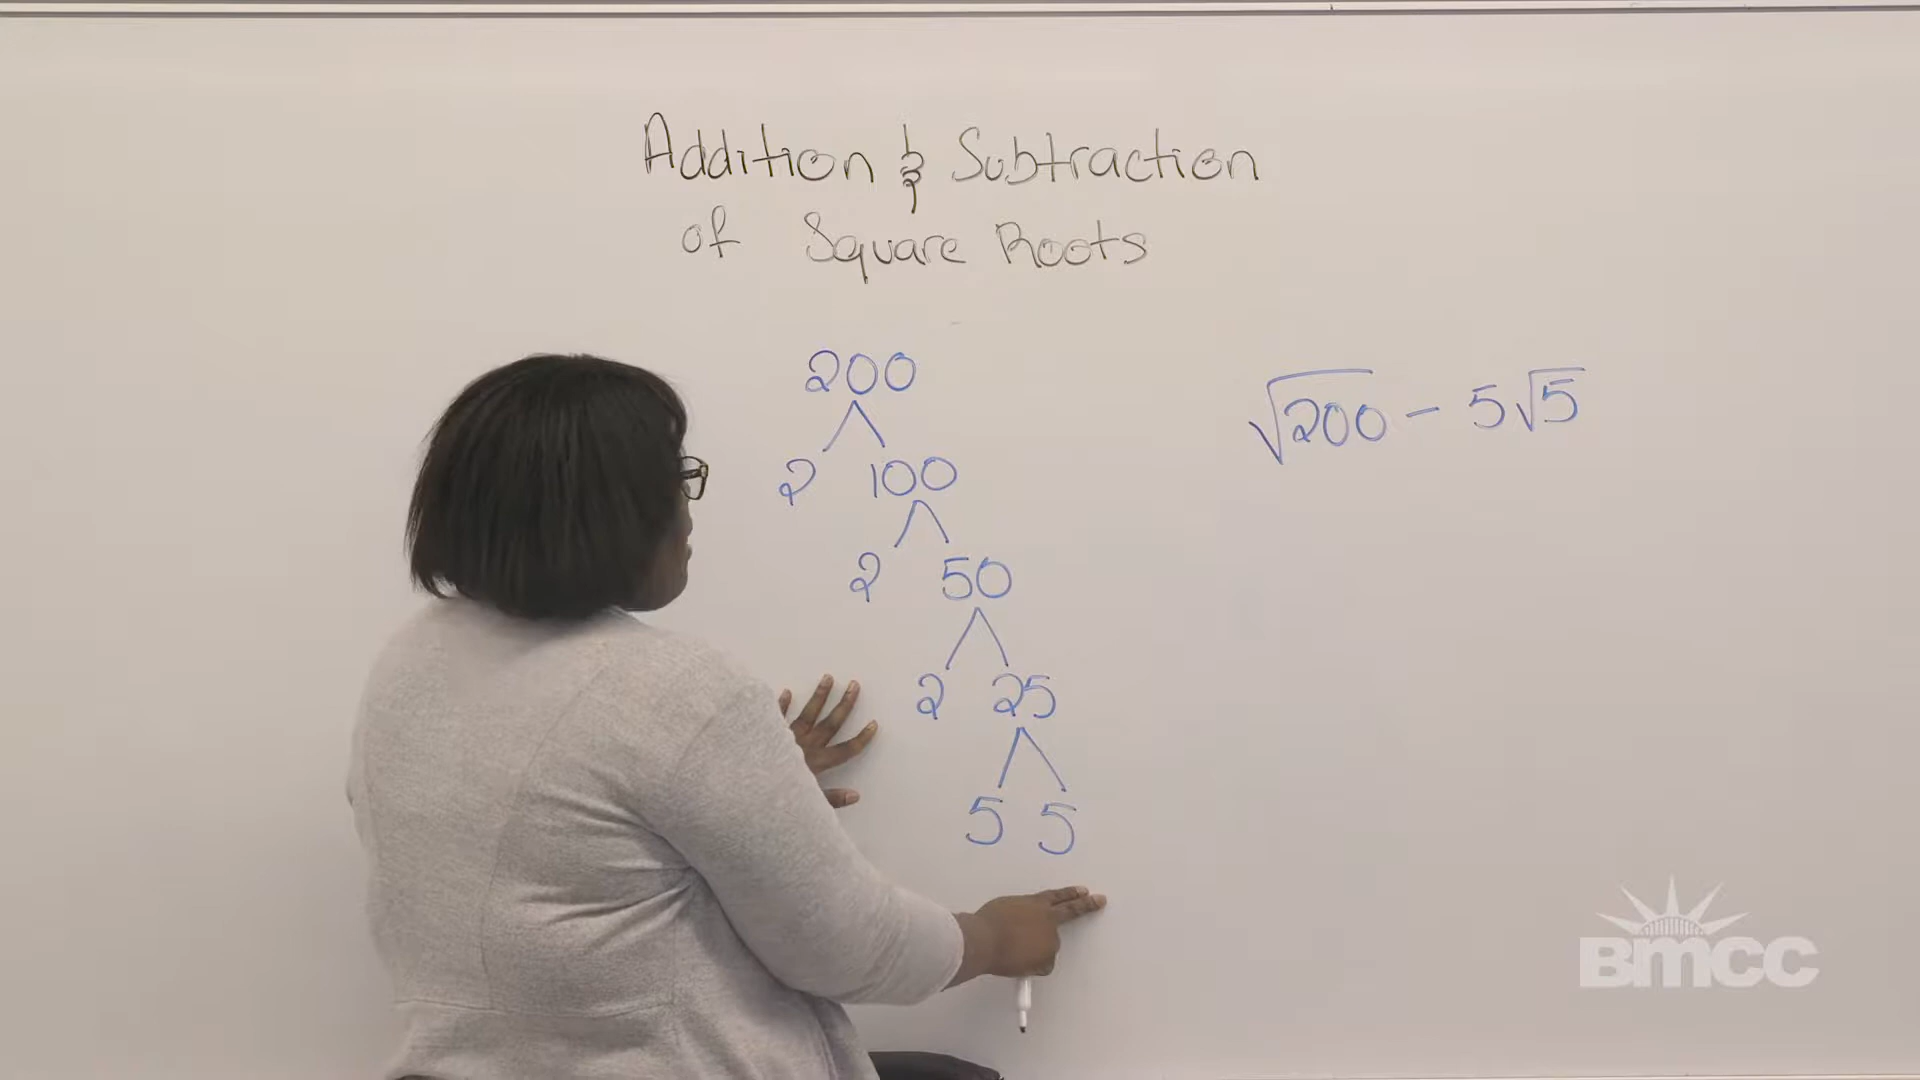 Addition & Subtraction
of Square Roots
200
2 100
2 50
2 25
5 5
√200 - 5√5
BMCC